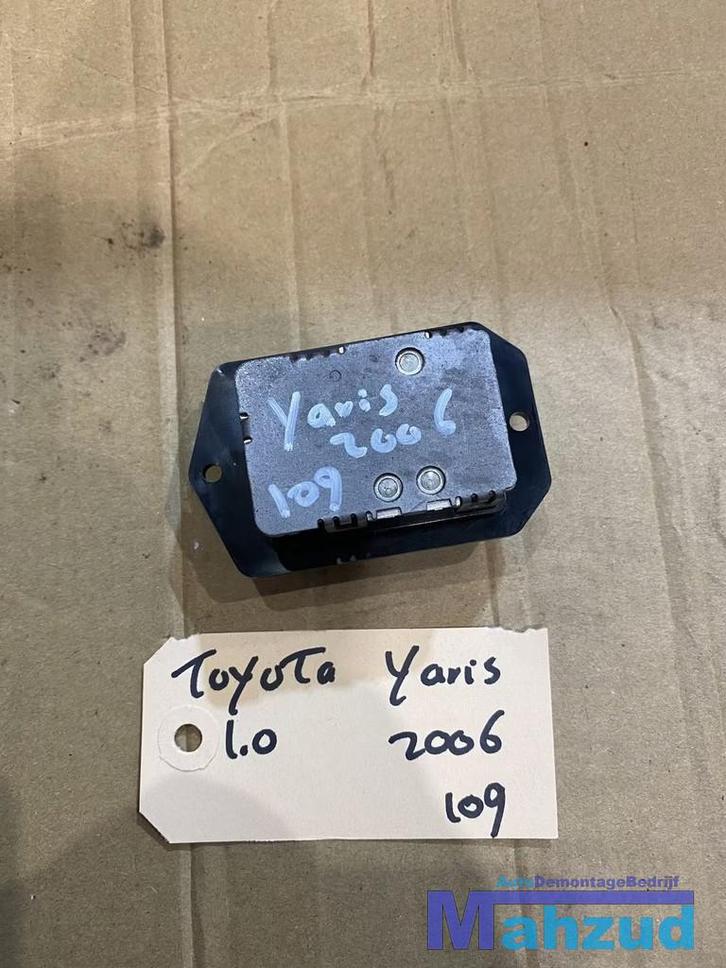 Yaris
2006
109
Toyota Yaris
1.0 2006
109
AutoDemontageBedrijf
Mahzud